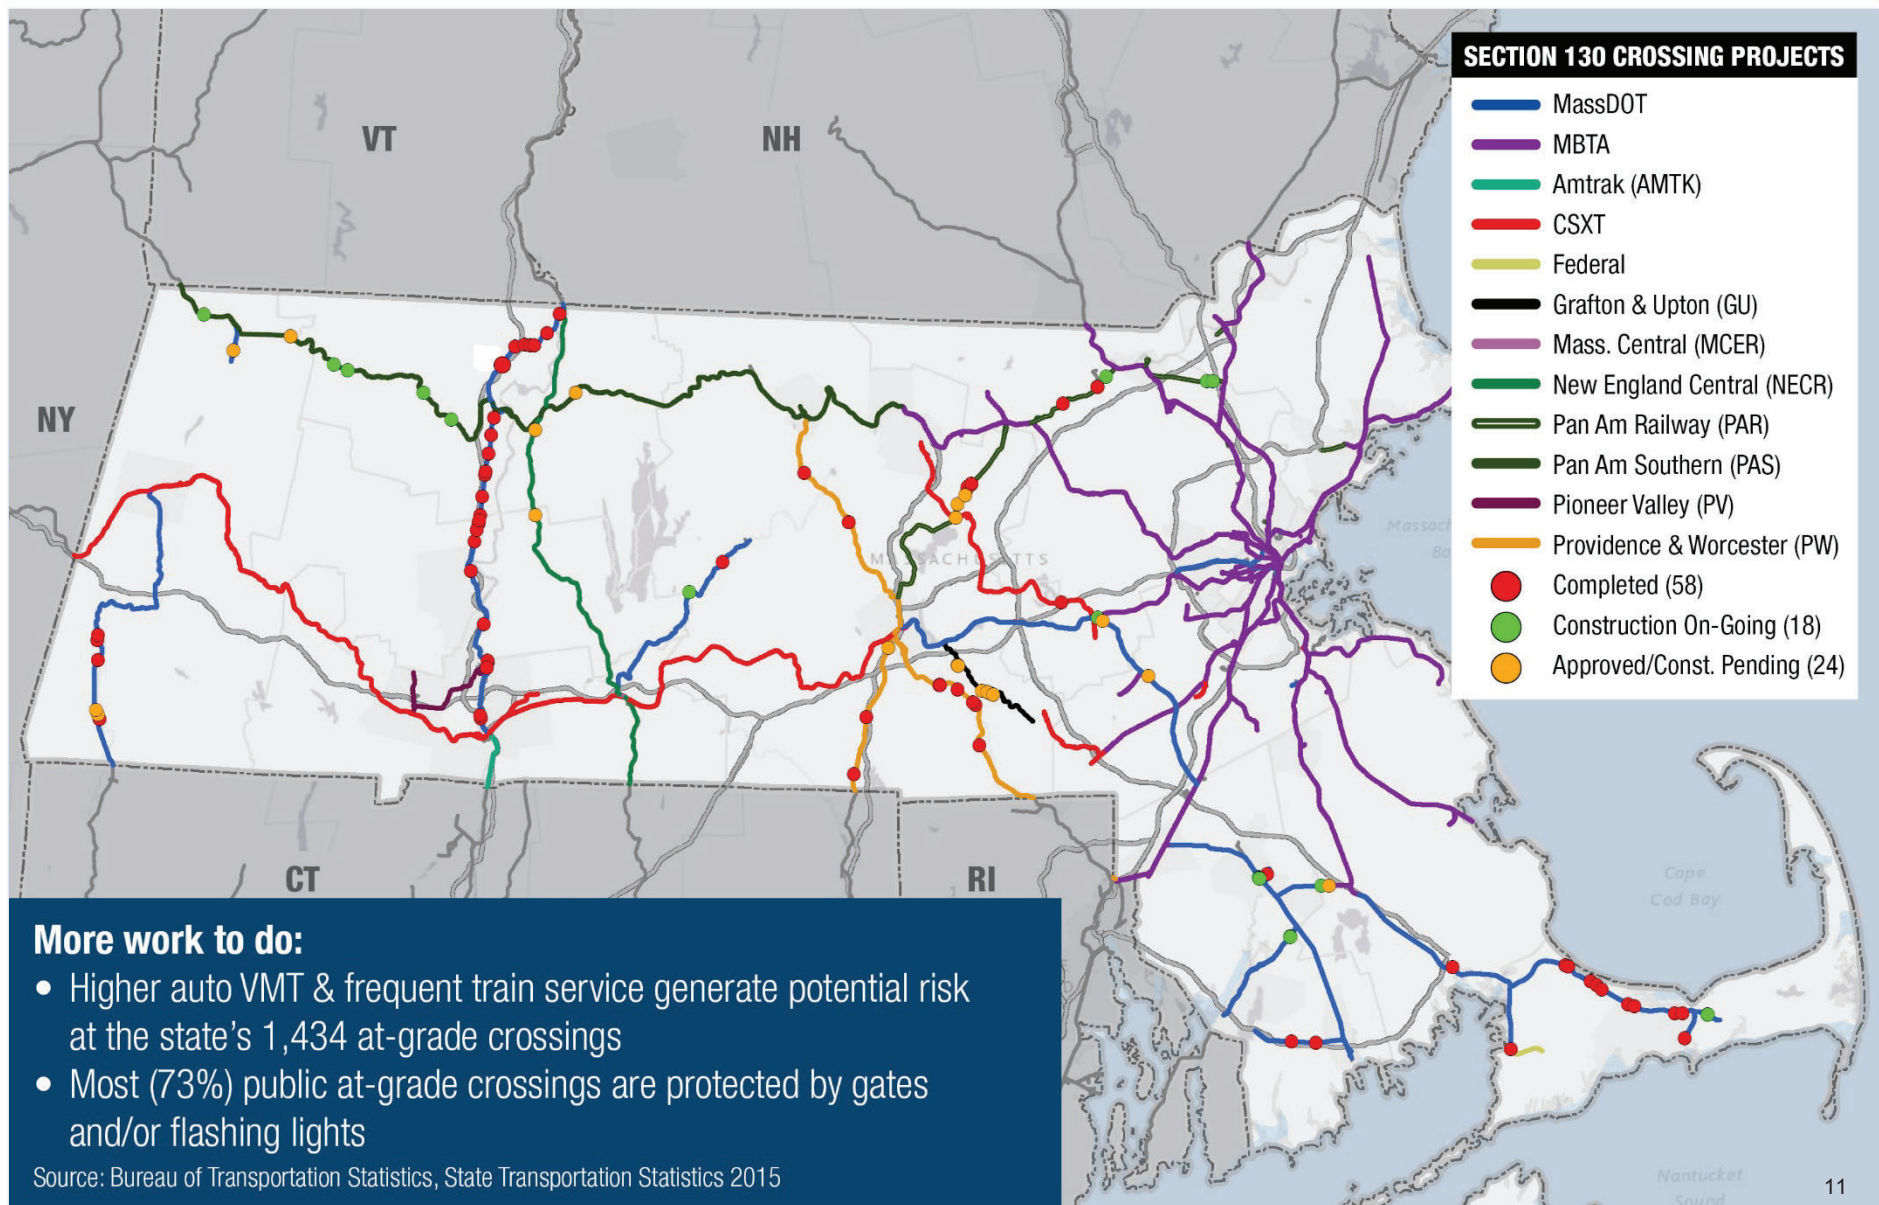 SECTION 130 CROSSING PROJECTS
MassDOT
MBTA
Amtrak (AMTK)
CSXT
Federal
Grafton & Upton (GU)
Mass. Central (MCER)
New England Central (NECR)
Pan Am Railway (PAR)
Pan Am Southern (PAS)
Pioneer Valley (PV)
Providence & Worcester (PW)
Completed (58)
Construction On-Going (18)
Approved/Const. Pending (24)
VT
NH
NY
CT
RI
MASSACHUSETTS
Cape
Cod Bay
Nantucket
Sound
More work to do:
• Higher auto VMT & frequent train service generate potential risk
at the state's 1,434 at-grade crossings
• Most (73%) public at-grade crossings are protected by gates
and/or flashing lights
Source: Bureau of Transportation Statistics, State Transportation Statistics 2015
11